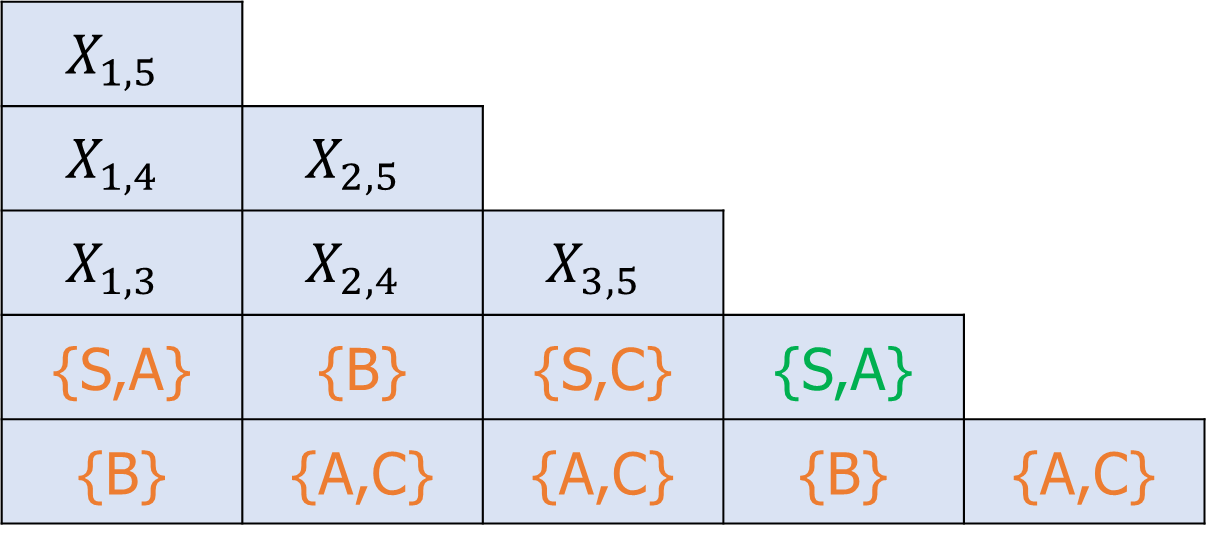 X1,5
X1,4 X2,5
X1,3 X2,4 X3,5
{S,A} {B} {S,C} {S,A}
{B} {A,C} {A,C} {B} {A,C}